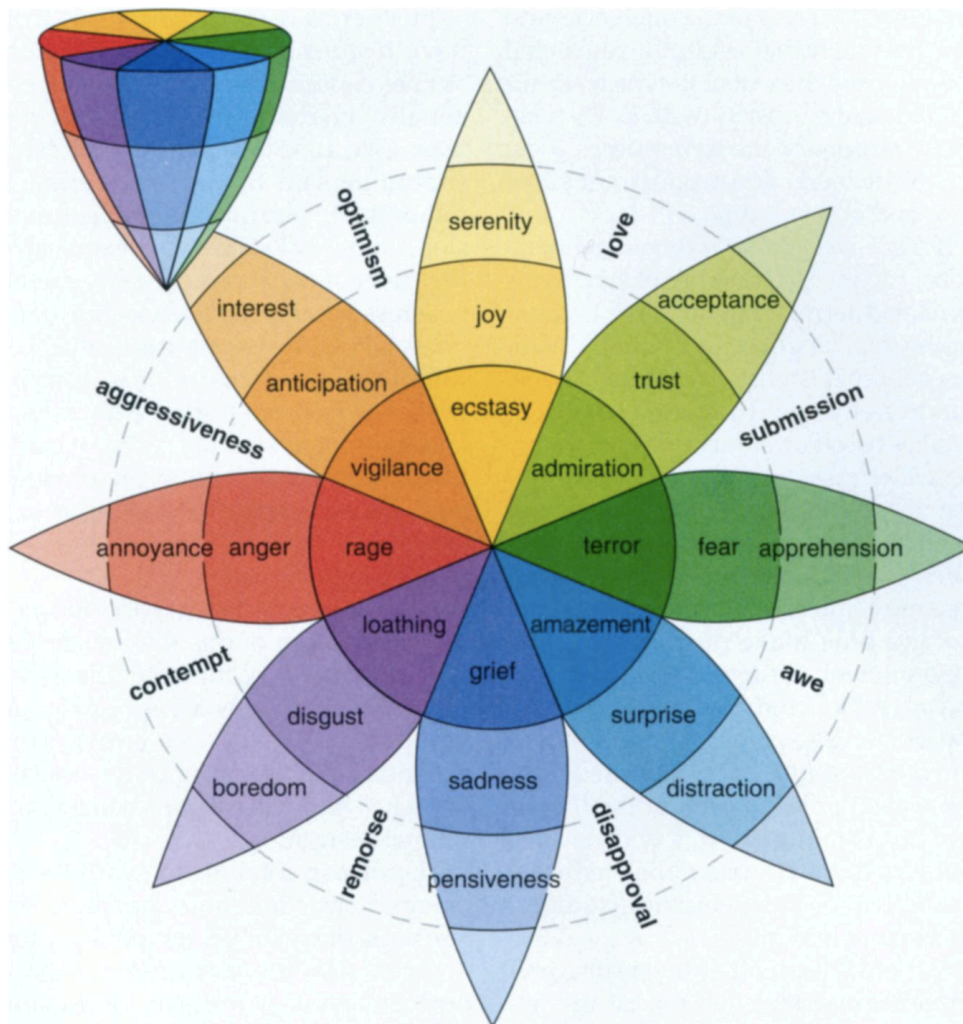 optimism
serenity
love
interest
acceptance
joy
anticipation
trust
aggressiveness
ecstasy
submission
vigilance
admiration
annoyance
anger
rage
terror
fear
apprehension
loathing
amazement
contempt
grief
awe
disgust
surprise
boredom
sadness
distraction
remorse
disapproval
pensiveness